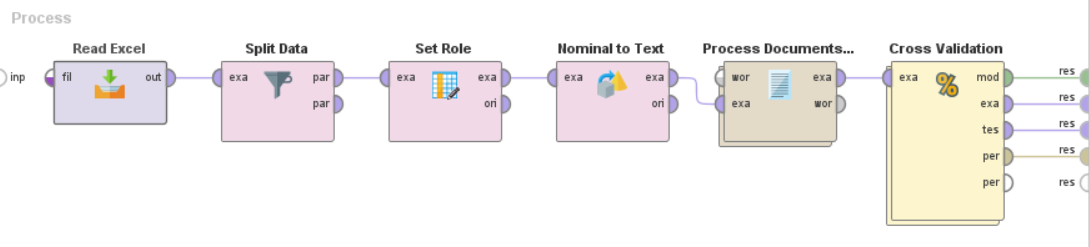 Process
Read Excel
Split Data
Set Role
Nominal to Text
Process Documents...
Cross Validation
inp
fil
out
exa
par
exa
exa
exa
exa
wor
exa
exa
mod
res
par
ori
ori
exa
wor
exa
res
tes
res
per
res
per
res